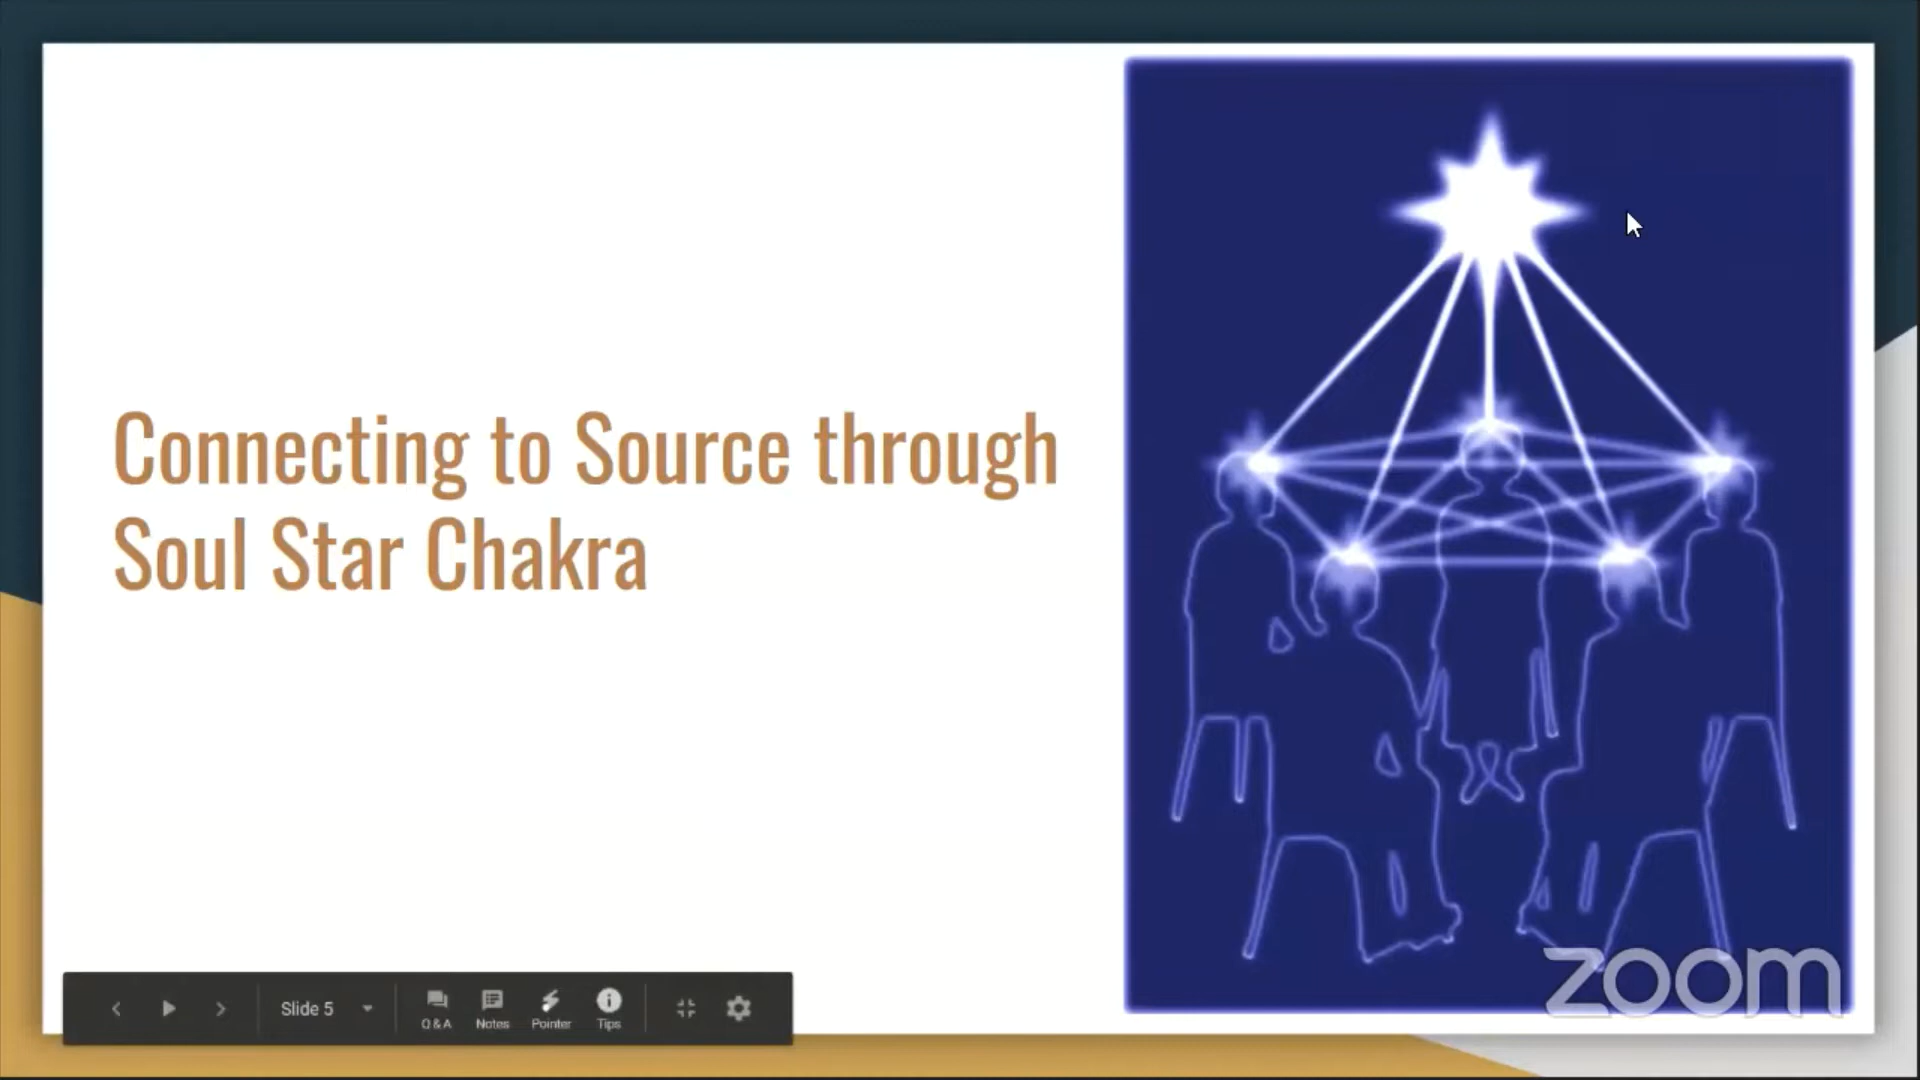 Connecting to Source through
Soul Star Chakra
Slide 5
Q & A
Notes
Pointer
Tips
zoom